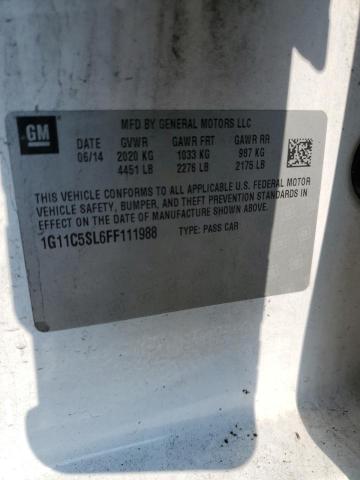 GM
MFD BY GENERAL MOTORS LLC
DATE GVWR GAWR FRT GAWR RR
06/14 2020 KG 1033 KG 987 KG
4451 LB 2276 LB 2175 LB
THIS VEHICLE CONFORMS TO ALL APPLICABLE U.S. FEDERAL MOTOR
VEHICLE SAFETY, BUMPER, AND THEFT PREVENTION STANDARDS IN
EFFECT ON THE DATE OF MANUFACTURE SHOWN ABOVE.
1G11C5SL6FF111988 TYPE: PASS CAR